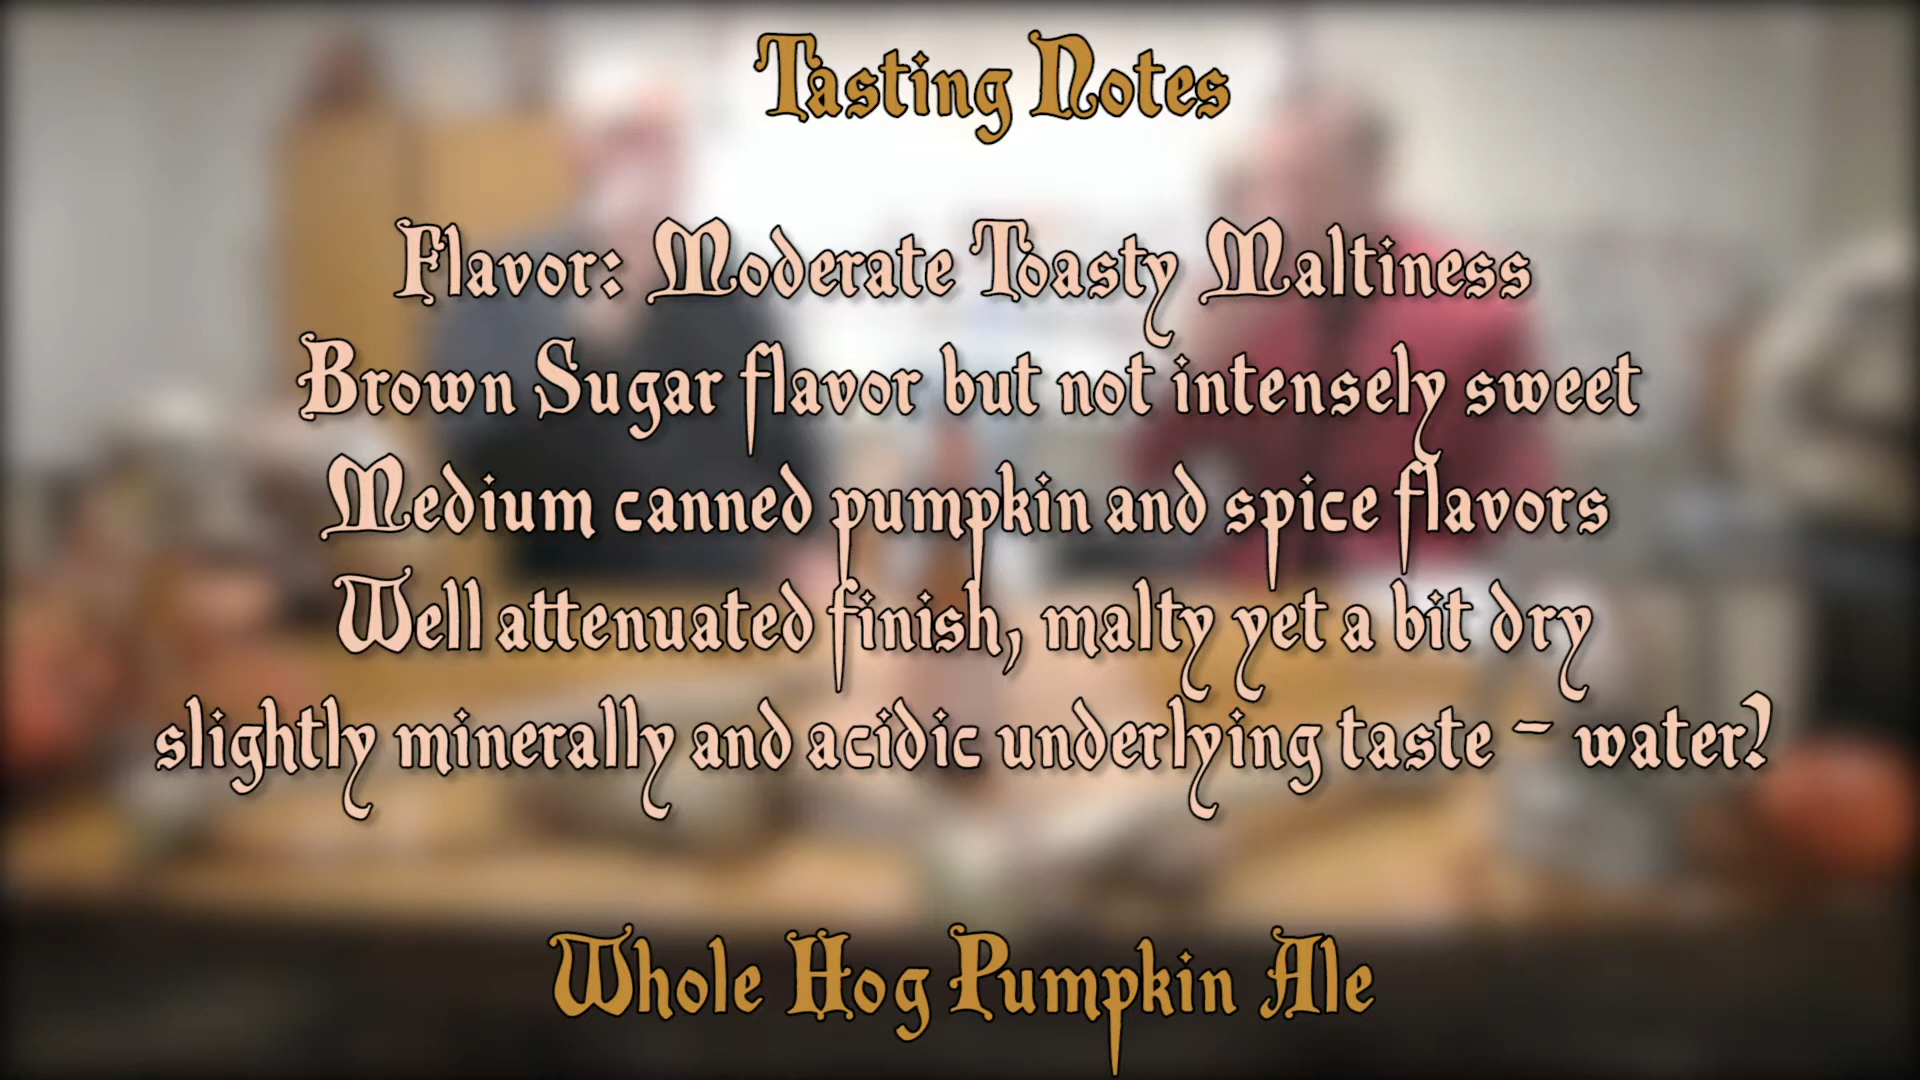 Tasting Notes
Flavor: Moderate Toasty Maltiness
Brown Sugar flavor but not intensely sweet
Medium canned pumpkin and spice flavors
Well attenuated finish, malty yet a bit dry
slightly minerally and acidic underlying taste - water?
Whole Hog Pumpkin Ale